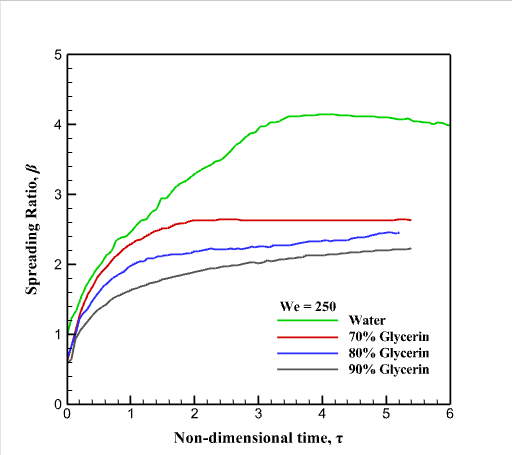 5
4
3
2
1
0
Spreading Ratio, β
We = 250
Water
70% Glycerin
80% Glycerin
90% Glycerin
0 1 2 3 4 5 6
Non-dimensional time, τ